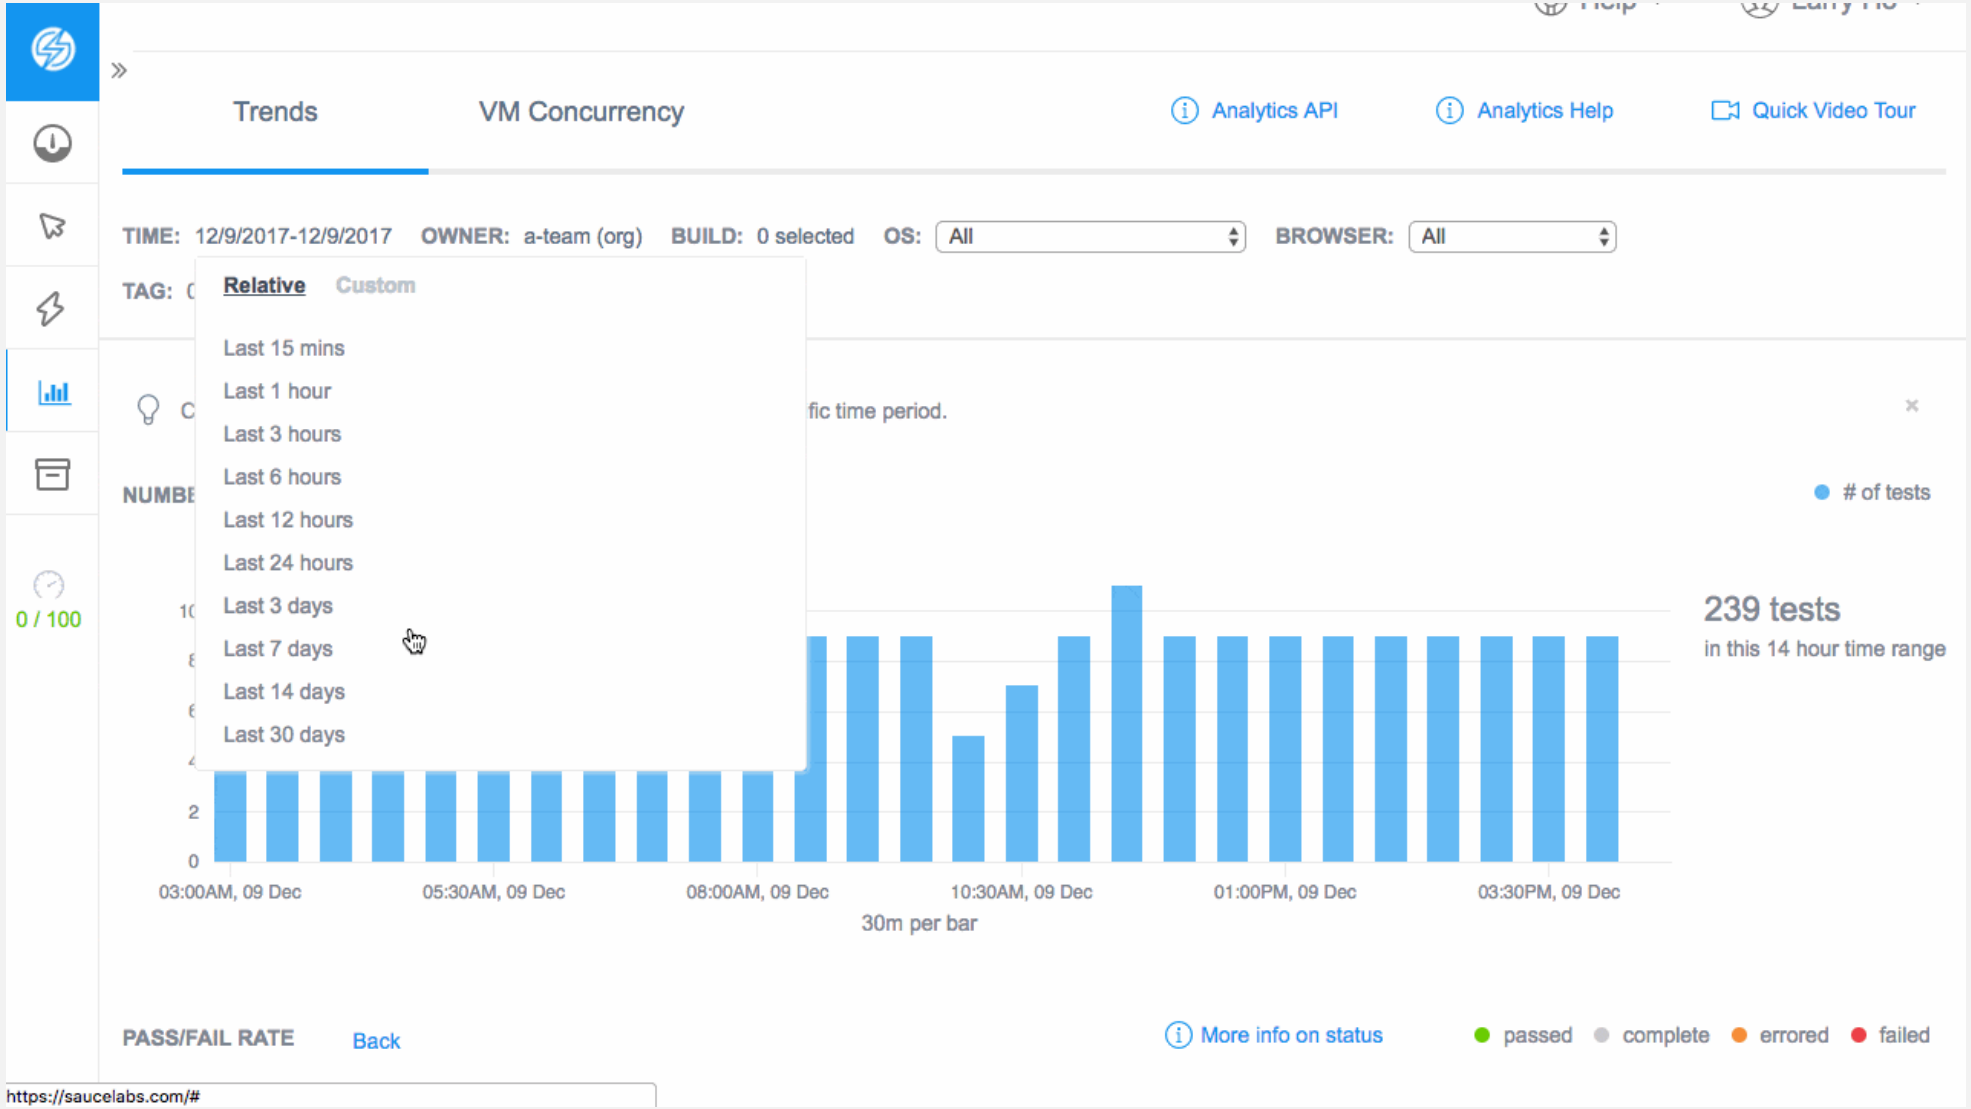 Help
Larry Ho
Trends
VM Concurrency
Analytics API
Analytics Help
Quick Video Tour
TIME: 12/9/2017-12/9/2017 OWNER: a-team (org) BUILD: 0 selected OS: All BROWSER: All
TAG:
Relative Custom
Last 15 mins
Last 1 hour
Last 3 hours
Last 6 hours
Last 12 hours
Last 24 hours
Last 3 days
Last 7 days
Last 14 days
Last 30 days
time period.
# of tests
0 / 100
239 tests
in this 14 hour time range
10
8
6
4
2
0
03:00AM, 09 Dec 05:30AM, 09 Dec 08:00AM, 09 Dec 10:30AM, 09 Dec 01:00PM, 09 Dec 03:30PM, 09 Dec
30m per bar
PASS/FAIL RATE Back
More info on status
passed complete errored failed
https://saucelabs.com/#